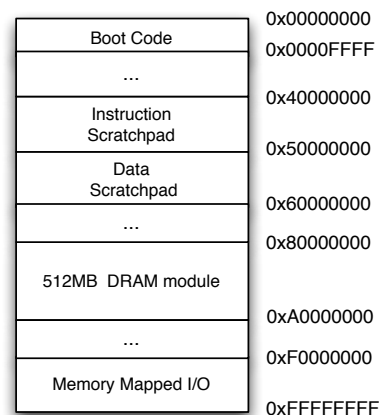 0x00000000
Boot Code
0x0000FFFF
...
0x40000000
Instruction
Scratchpad
0x50000000
Data
Scratchpad
0x60000000
...
0x80000000
512MB DRAM module
0xA0000000
...
0xF0000000
Memory Mapped I/O
0xFFFFFFFF